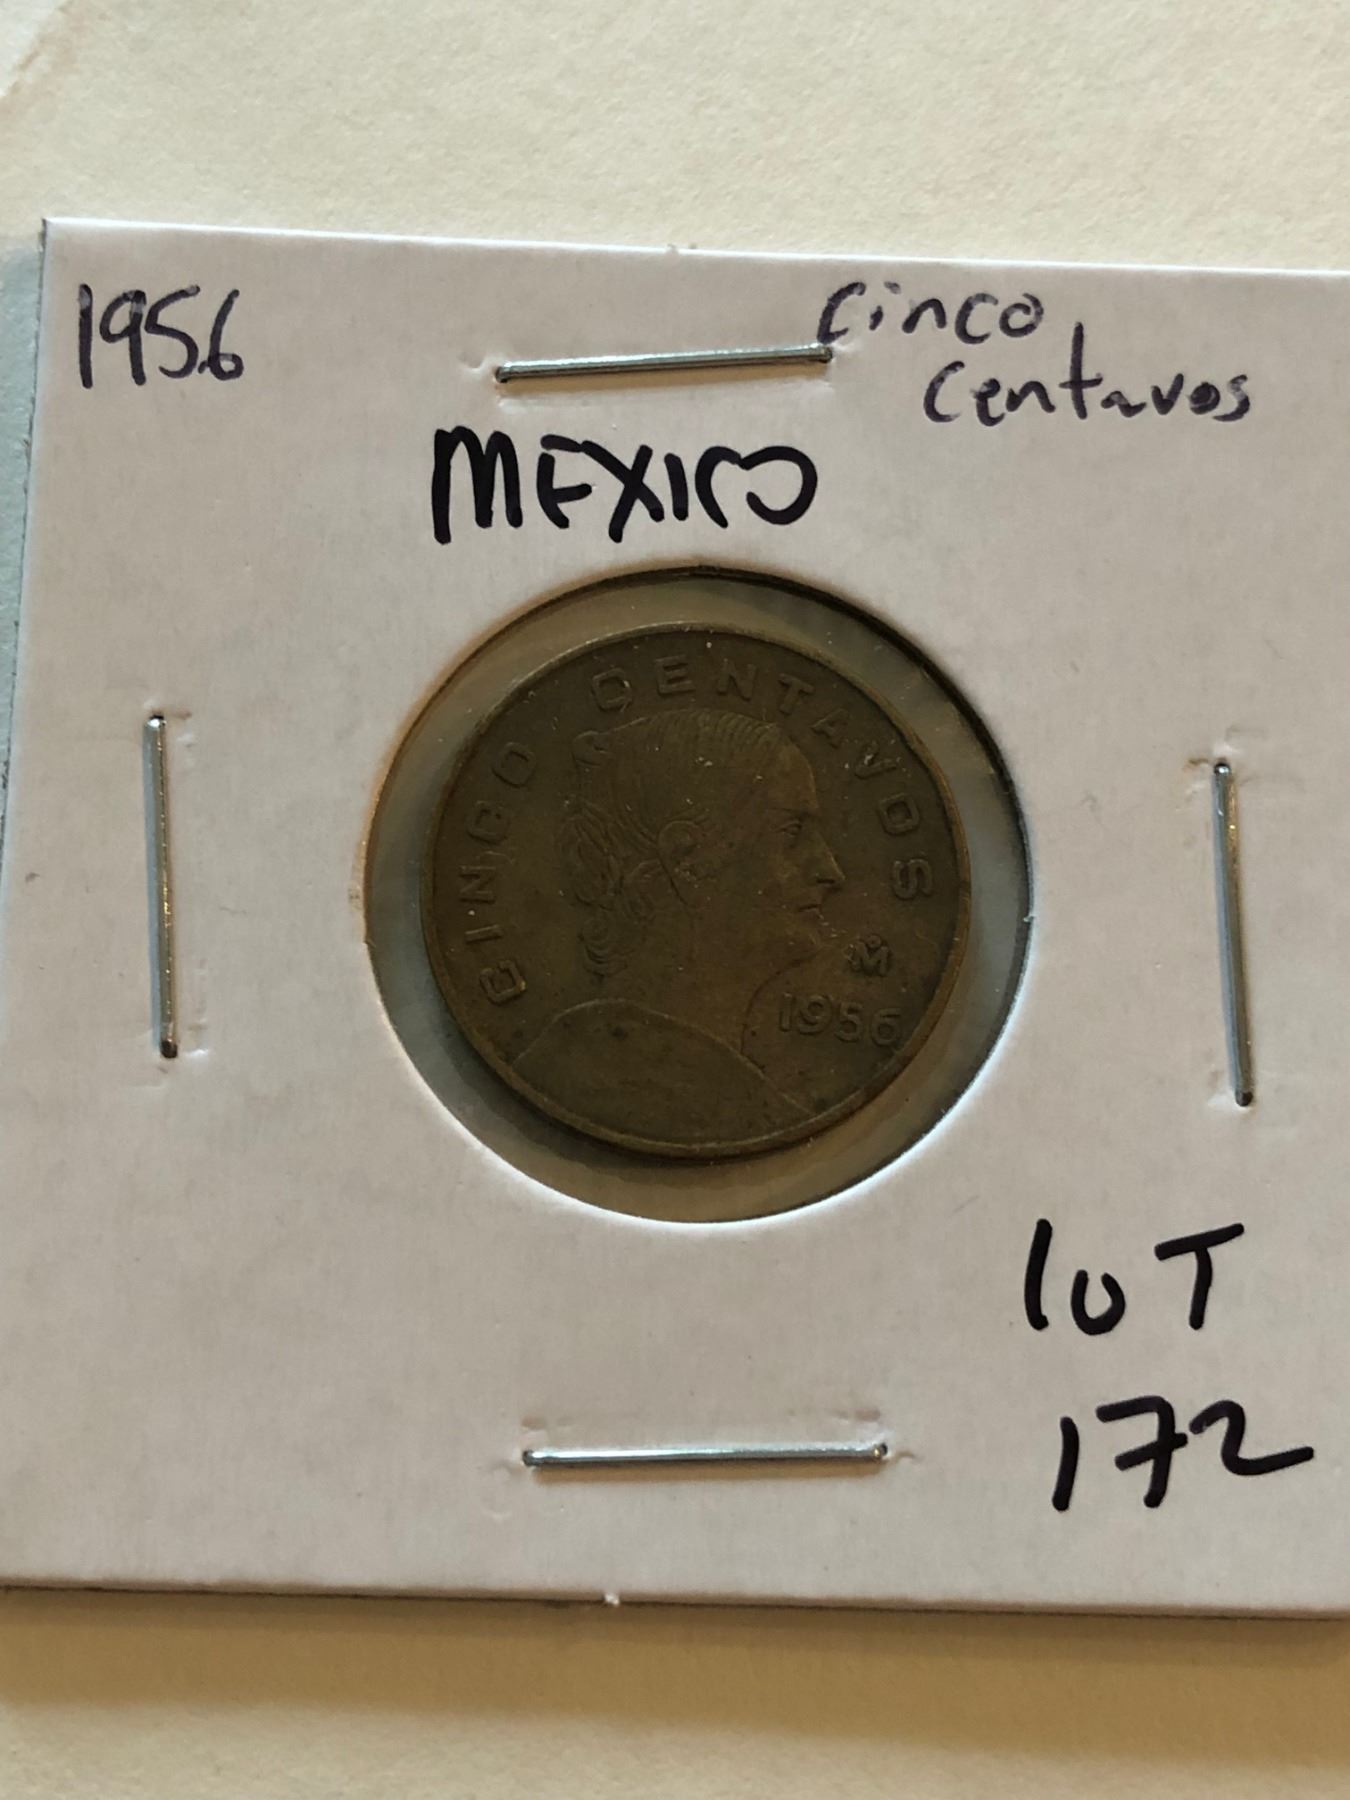 1956
cinco
centavos
MEXICO
CINCO CENTAVOS
M
1956
LOT
172